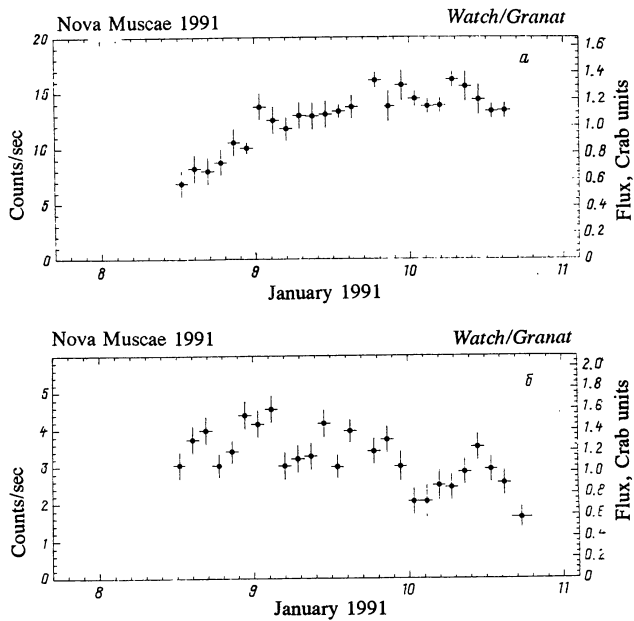 Nova Muscae 1991 Watch/Granat
20
15
10
5
0
Counts/sec
а
1.6
1.4
1.2
1.0
0.8
0.6
0.4
0.2
0
Flux, Crab units
8 9 10 11
January 1991
Nova Muscae 1991 Watch/Granat
5
4
3
2
1
0
Counts/sec
б
2.0
1.8
1.6
1.4
1.2
1.0
0.8
0.6
0.4
0.2
0
Flux, Crab units
8 9 10 11
January 1991